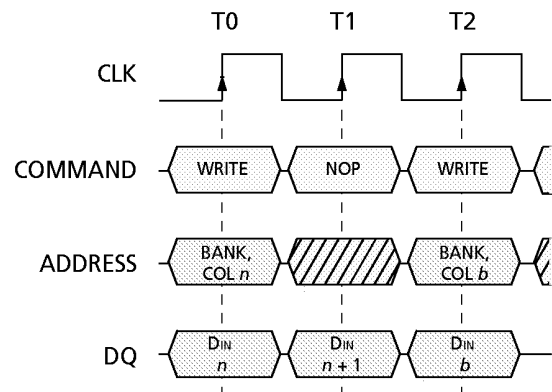 T0 T1 T2
CLK
COMMAND WRITE NOP WRITE
ADDRESS BANK, COL n BANK, COL b
DQ DIN n DIN n + 1 DIN b